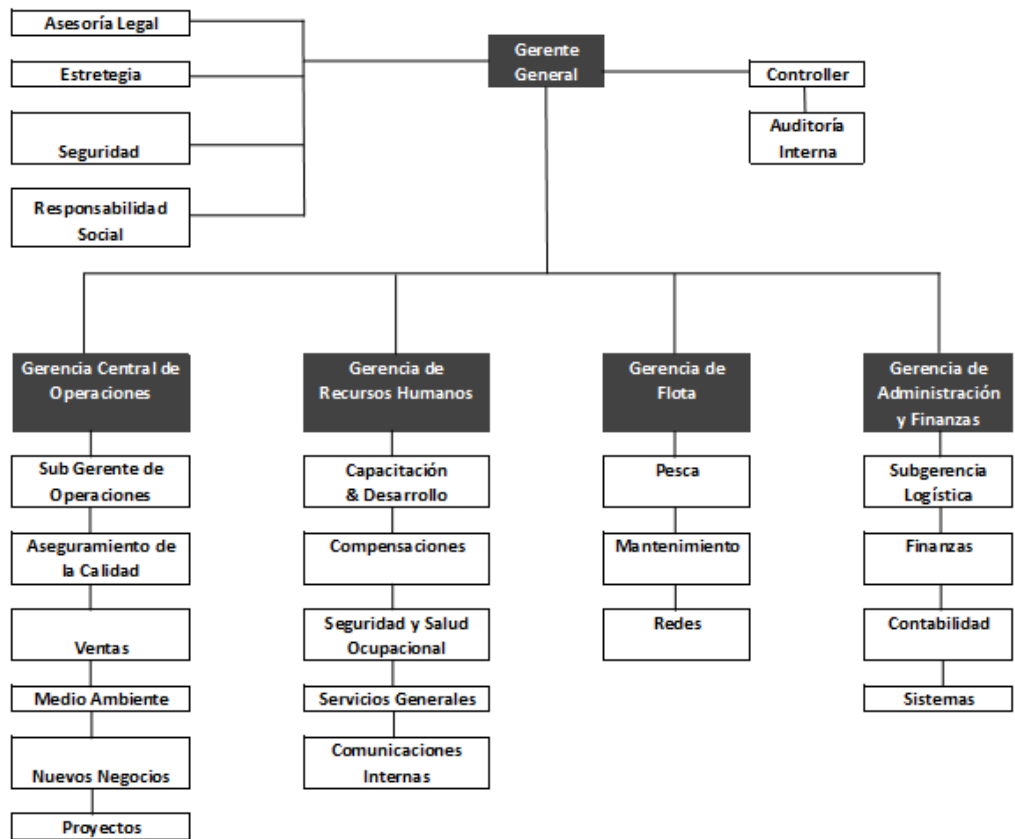 Asesoría Legal
Estretegia
Seguridad
Responsabilidad
Social
Gerente
General
Controller
Auditoría
Interna
Gerencia Central de
Operaciones
Sub Gerente de
Operaciones
Aseguramiento de
la Calidad
Ventas
Medio Ambiente
Nuevos Negocios
Proyectos
Gerencia de
Recursos Humanos
Capacitación
& Desarrollo
Compensaciones
Seguridad y Salud
Ocupacional
Servicios Generales
Comunicaciones
Internas
Gerencia de
Flota
Pesca
Mantenimiento
Redes
Gerencia de
Administración
y Finanzas
Subgerencia
Logística
Finanzas
Contabilidad
Sistemas